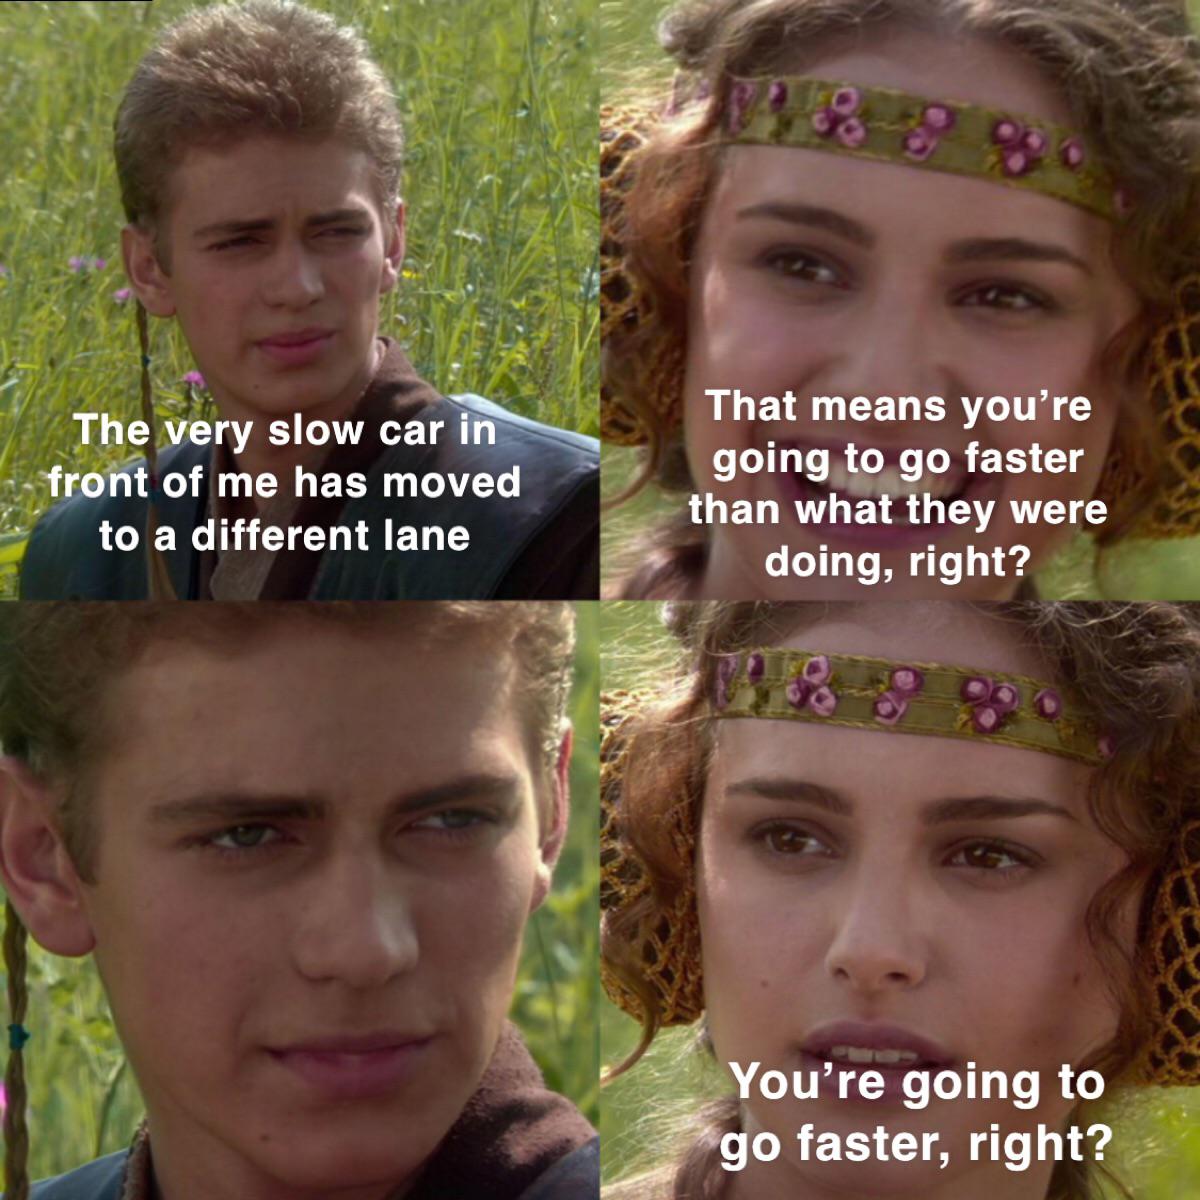 The very slow car in
front of me has moved
to a different lane
That means you're
going to go faster
than what they were
doing, right?
You're going to
go faster, right?